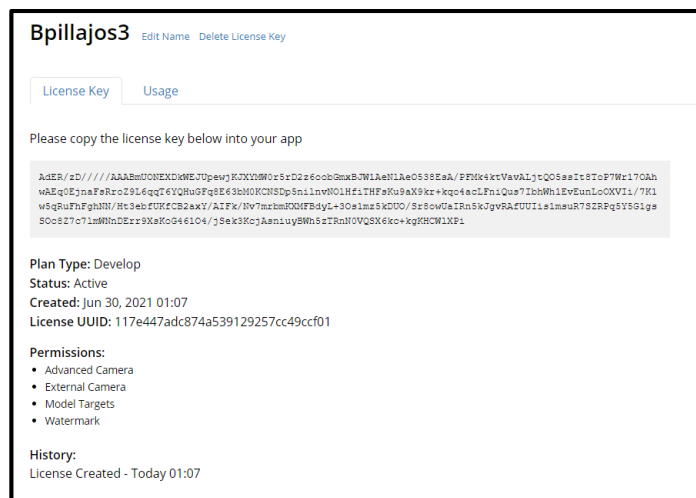 Bpillajos3 Edit Name Delete License Key
License Key Usage
Please copy the license key below into your app
Plan Type: Develop
Status: Active
Created: Jun 30, 2021 01:07
License UUID: 117e447adc874a539129257cc49ccf01
Permissions:
• Advanced Camera
• External Camera
• Model Targets
• Watermark
History:
License Created - Today 01:07